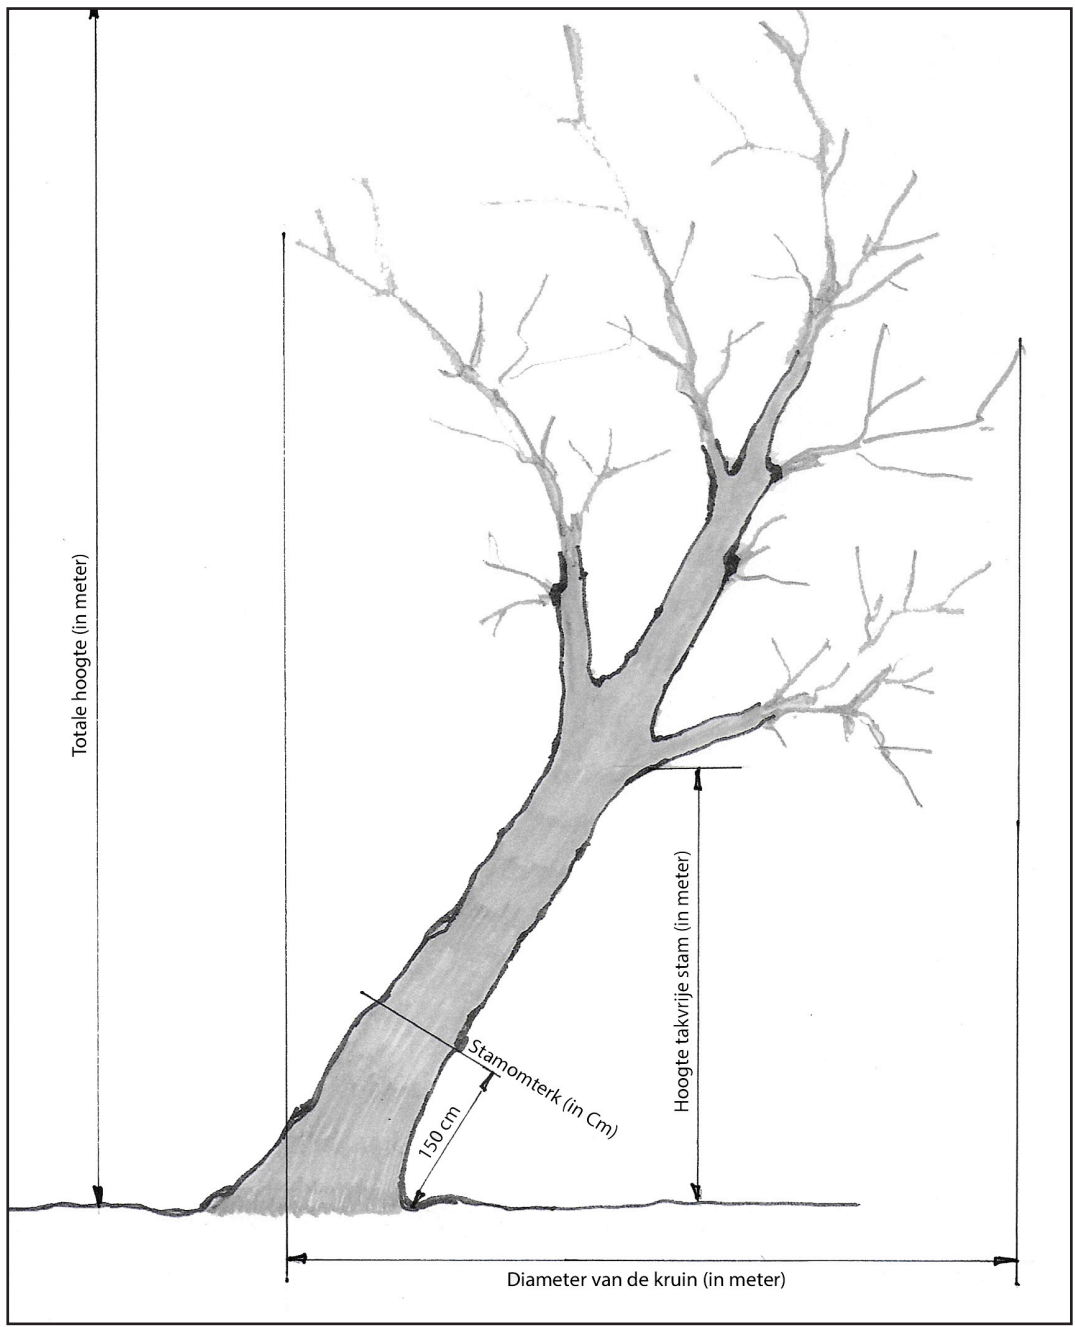 Totale hoogte (in meter)
Hoogte takvrije stam (in meter)
Stamomterk (in Cm)
150 cm
Diameter van de kruin (in meter)